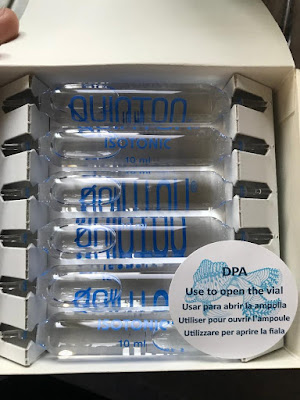 QUINTON
ISOTONIC
10 ml
QUINTON®
ISOTONIC
10 ml
DPA
Use to open the vial
Usar para abrir la ampolla
Utiliser pour ouvrir l'ampoule
Utilizzare per aprire la fiala